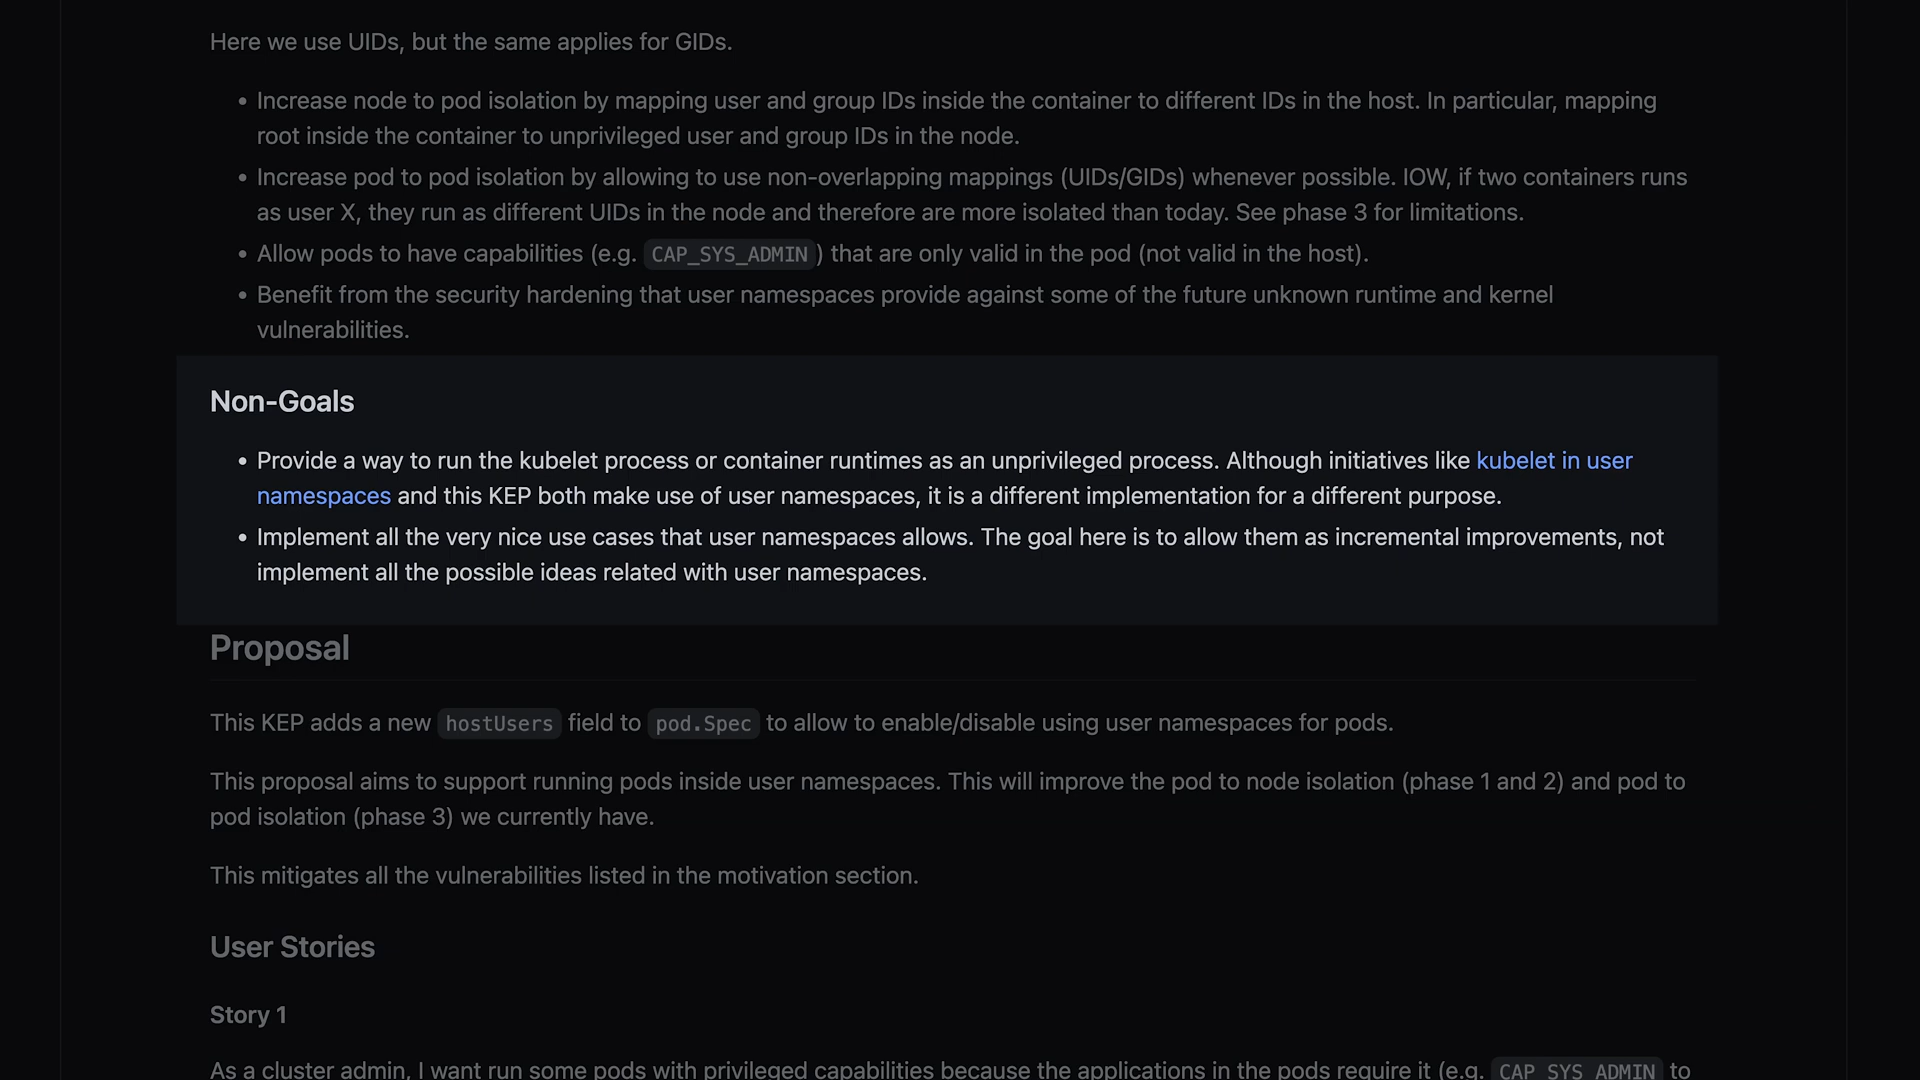 Here we use UIDs, but the same applies for GIDs.
• Increase node to pod isolation by mapping user and group IDs inside the container to different IDs in the host. In particular, mapping
root inside the container to unprivileged user and group IDs in the node.
• Increase pod to pod isolation by allowing to use non-overlapping mappings (UIDs/GIDs) whenever possible. IOW, if two containers runs
as user X, they run as different UIDs in the node and therefore are more isolated than today. See phase 3 for limitations.
• Allow pods to have capabilities (e.g. CAP_SYS_ADMIN) that are only valid in the pod (not valid in the host).
• Benefit from the security hardening that user namespaces provide against some of the future unknown runtime and kernel
vulnerabilities.
Non-Goals
• Provide a way to run the kubelet process or container runtimes as an unprivileged process. Although initiatives like kubelet in user
namespaces and this KEP both make use of user namespaces, it is a different implementation for a different purpose.
• Implement all the very nice use cases that user namespaces allows. The goal here is to allow them as incremental improvements, not
implement all the possible ideas related with user namespaces.
Proposal
This KEP adds a new hostUsers field to pod.Spec to allow to enable/disable using user namespaces for pods.
This proposal aims to support running pods inside user namespaces. This will improve the pod to node isolation (phase 1 and 2) and pod to
pod isolation (phase 3) we currently have.
This mitigates all the vulnerabilities listed in the motivation section.
User Stories
Story 1
As a cluster admin, I want run some pods with privileged capabilities because the applications in the pods require it (e.g. CAP_SYS_ADMIN to